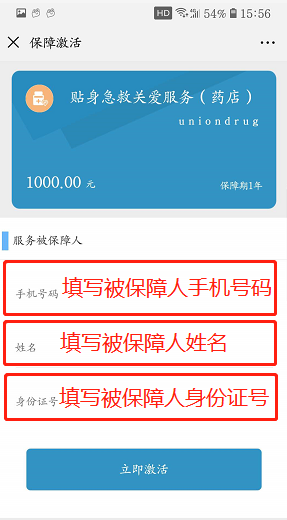 HD 4G 54% 15:56
保障激活
贴身急救关爱服务（药店）
uniondrug
1000.00 元
保障期1年
服务被保障人
手机号码 填写被保障人手机号码
姓名 填写被保障人姓名
身份证号 填写被保障人身份证号
立即激活